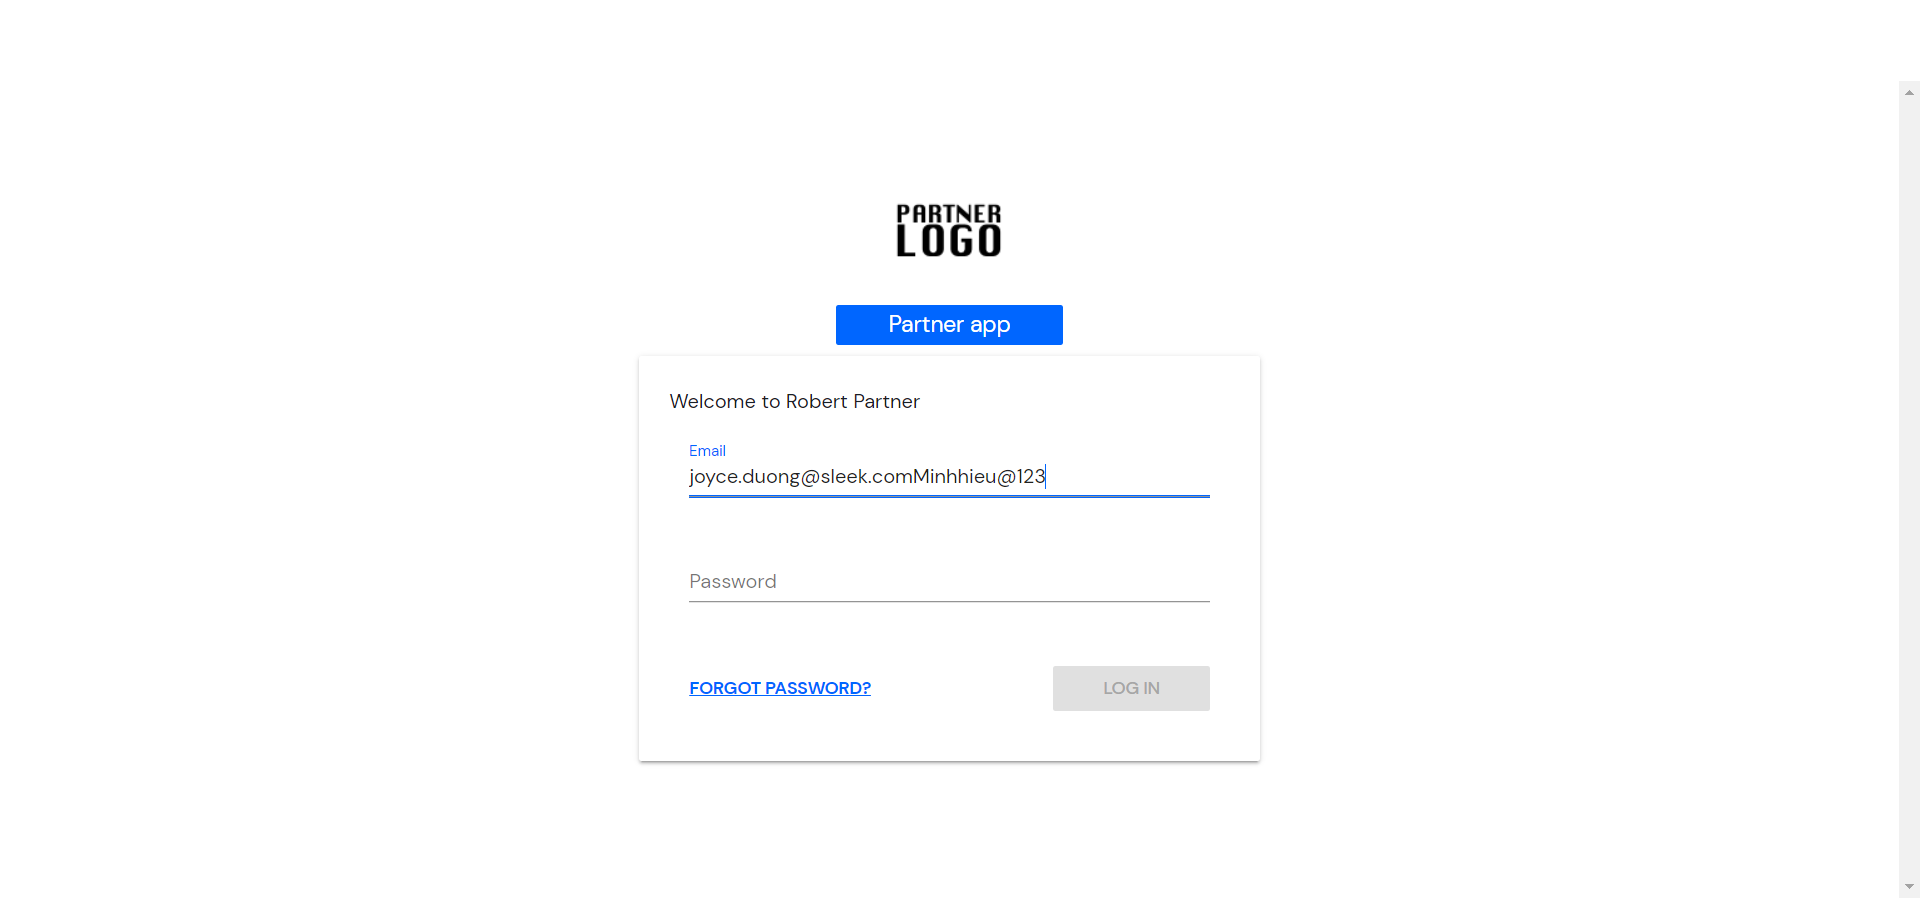 PARTNER
LOGO
Partner app
Welcome to Robert Partner
Email
joyce.duong@sleek.comMinhhieu@123
Password
FORGOT PASSWORD?
LOG IN